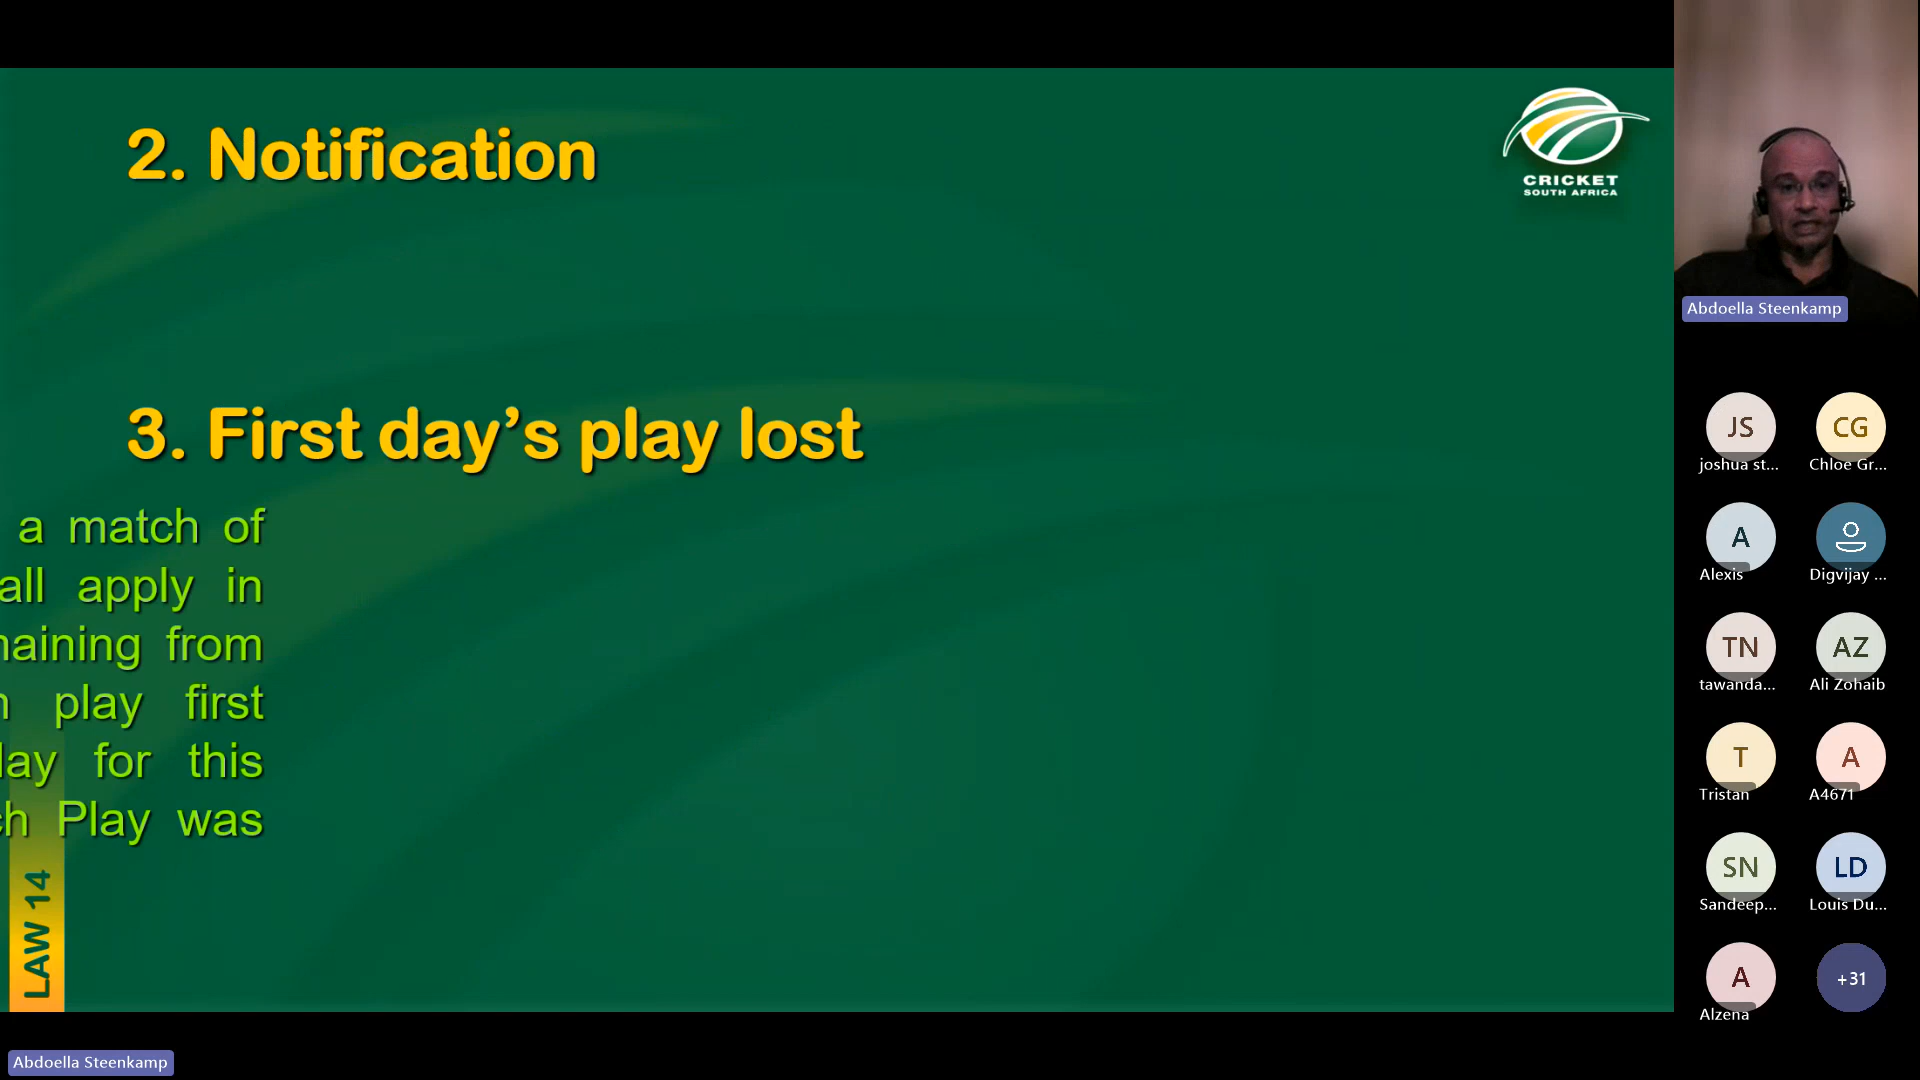 2. Notification
CRICKET
SOUTH AFRICA
3. First day's play lost
a match of
all apply in
from
play first
for this
Play was
LAW 14
Abdoella Steenkamp
Abdoella Steenkamp
JS
joshua st...
CG
Chloe Gr...
A
Alexis
Digvijay ...
TN
tawanda...
AZ
Ali Zohaib
T
Tristan
A
A4671
SN
Sandeep...
LD
Louis Du...
A
Alzena
+31